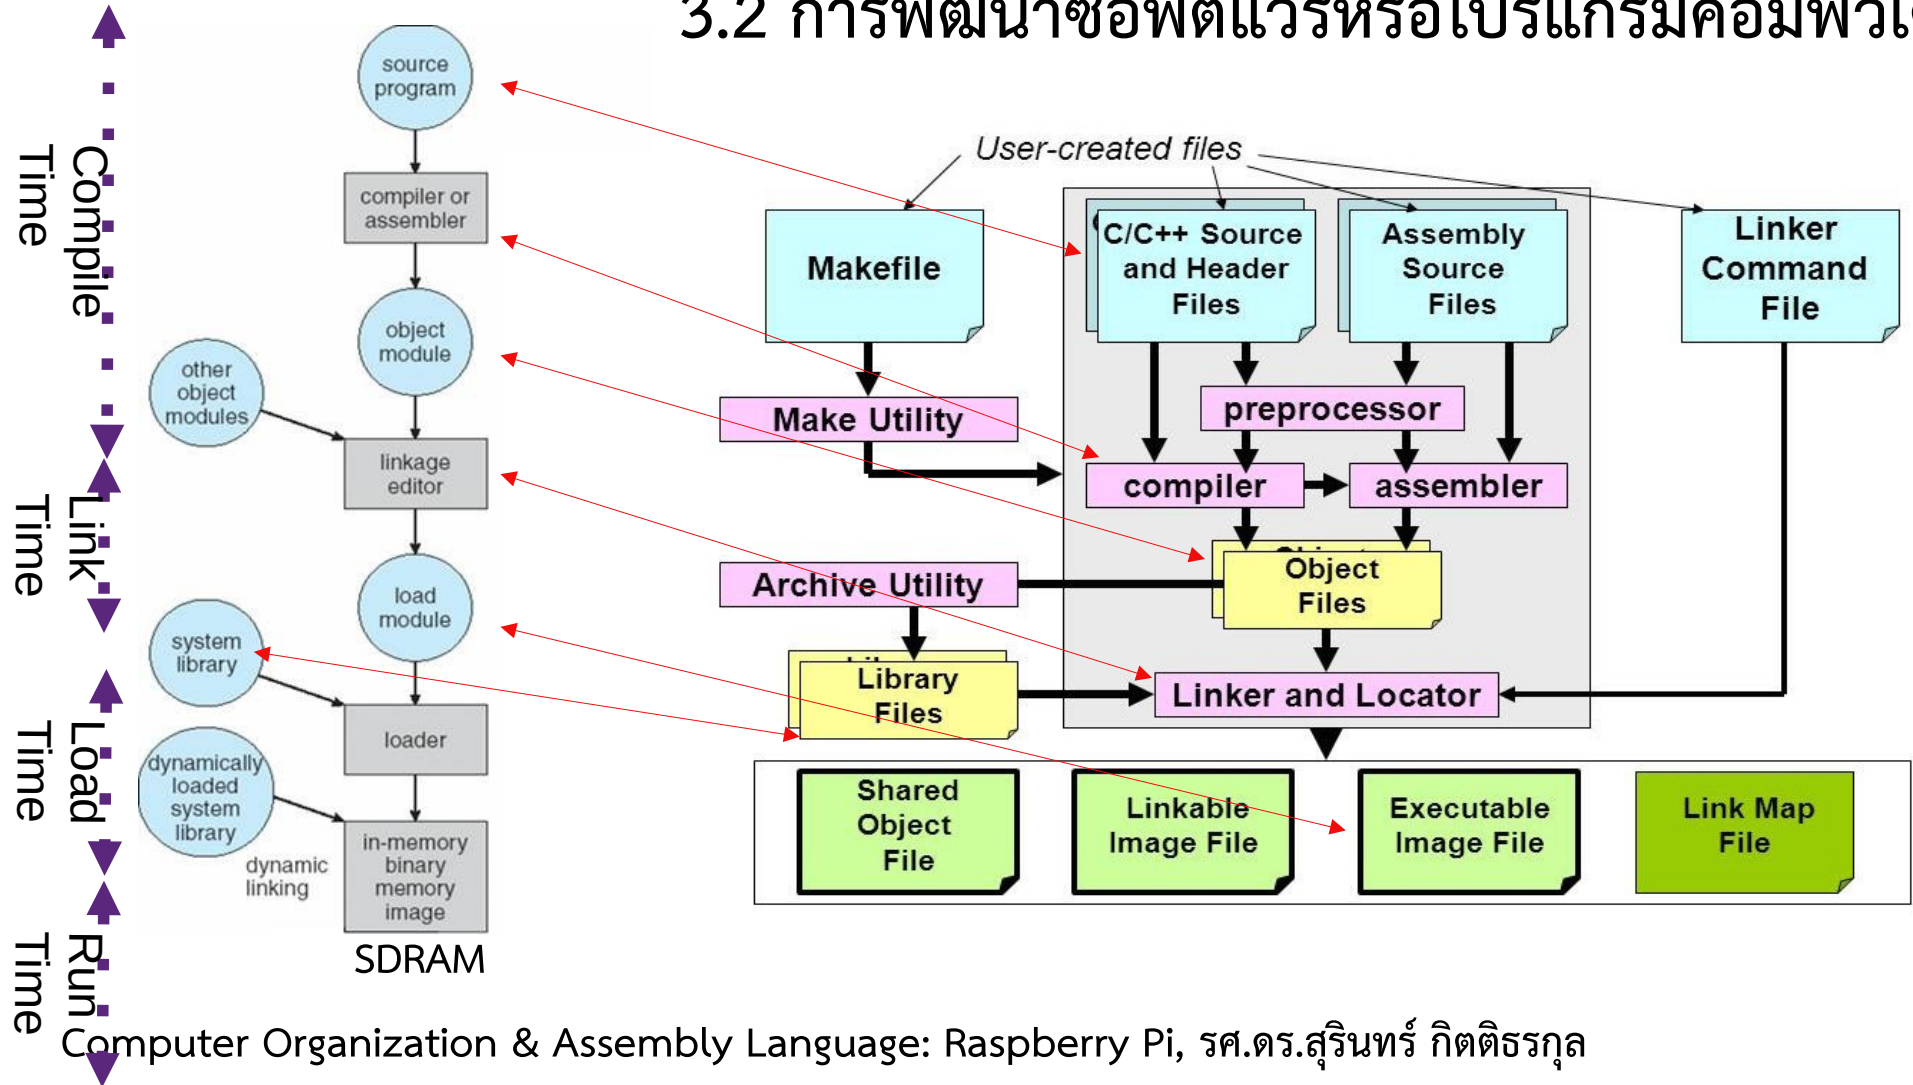 3.2 การพัฒนาซอฟต์แวร์หรือโปรแกรมคอมพิวเ
Compile
Time
Link
Time
Load
Time
Run
Time
source
program
compiler or
assembler
object
module
other
object
modules
linkage
editor
load
module
system
library
loader
dynamically
loaded
system
library
dynamic
linking
in-memory
binary
memory
image
SDRAM
User-created files
Makefile
C/C++ Source
and Header
Files
Assembly
Source
Files
Linker
Command
File
Make Utility
preprocessor
compiler
assembler
Archive Utility
Object
Files
Library
Files
Linker and Locator
Shared
Object
File
Linkable
Image File
Executable
Image File
Link Map
File
Computer Organization & Assembly Language: Raspberry Pi, รศ.ดร.สุรินทร์ กิตติธรกุล